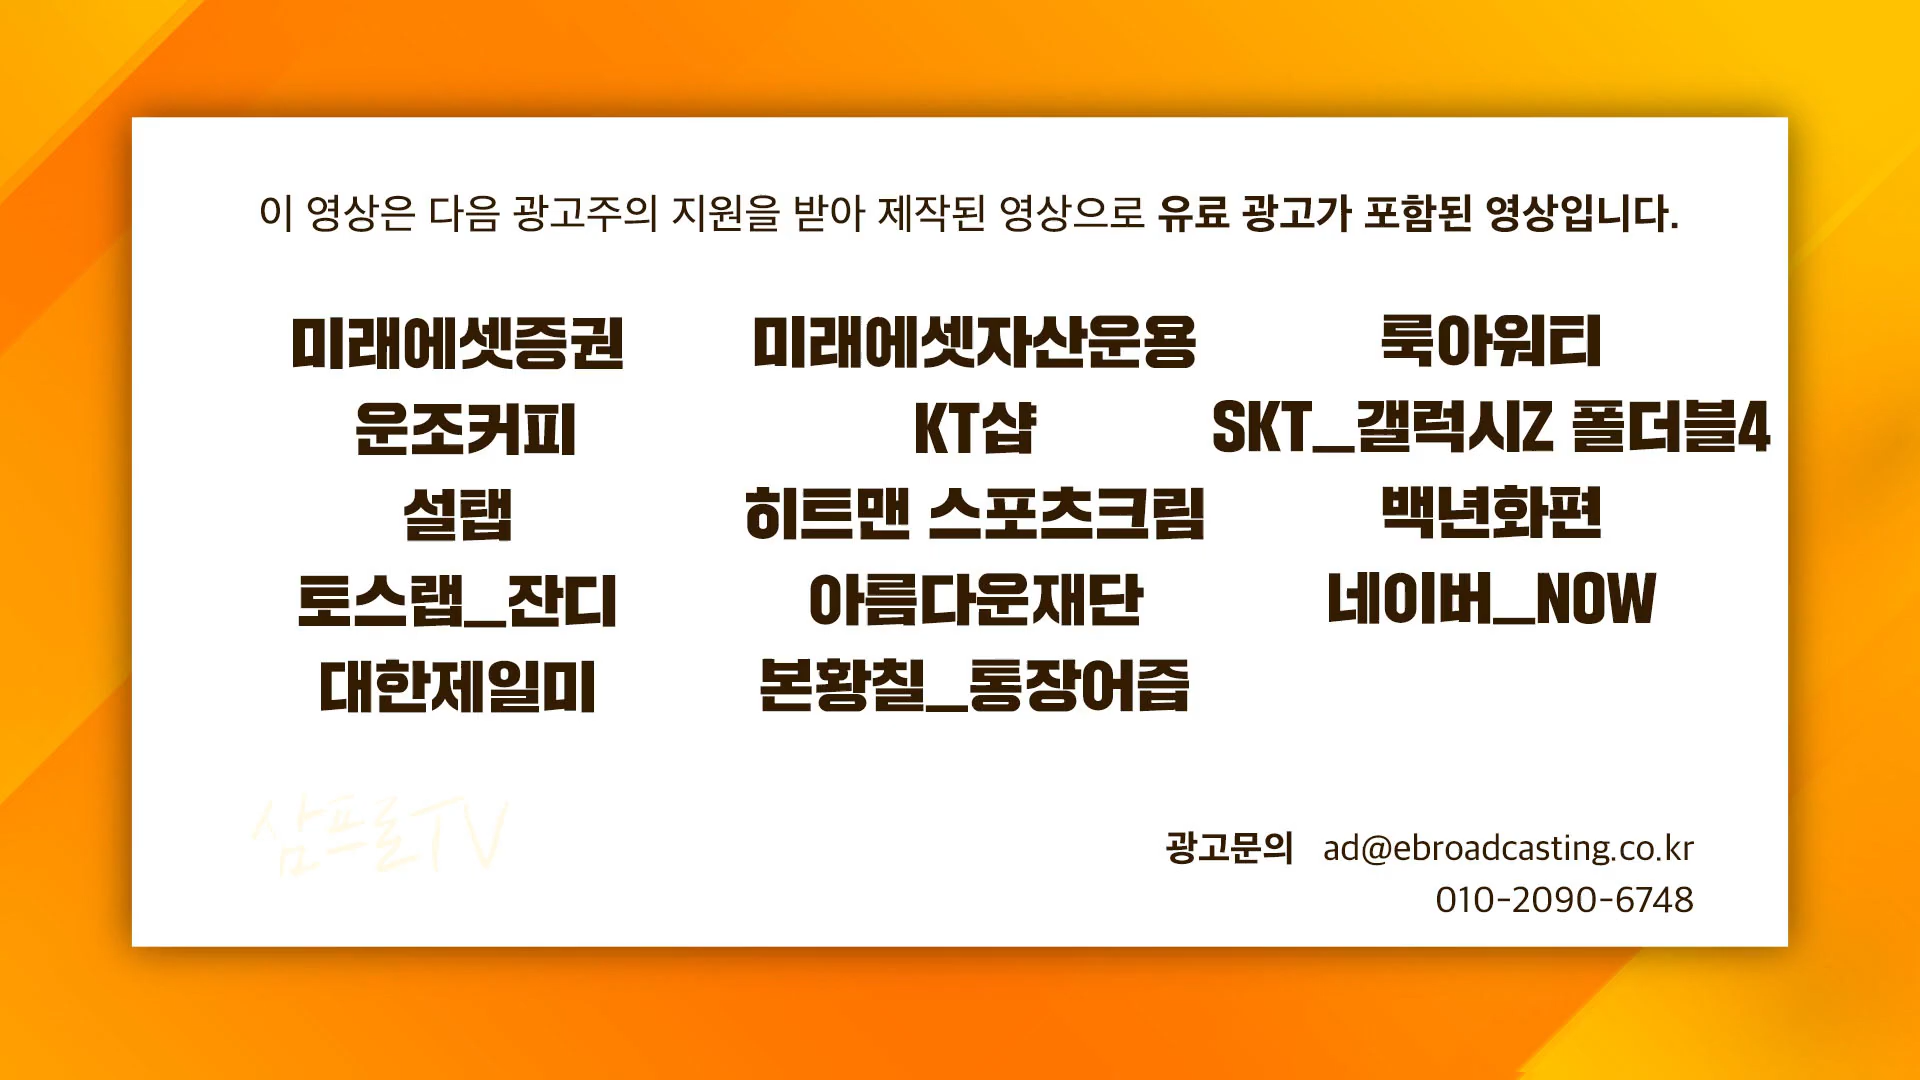 이 영상은 다음 광고주의 지원을 받아 제작된 영상으로 유료 광고가 포함된 영상입니다.
미래에셋증권 미래에셋자산운용 룩아워티
운조커피 KT샵 SKT_갤럭시Z 폴더블4
설탭 히트맨 스포츠크림 백년화편
토스랩_잔디 아름다운재단 네이버_NOW
대한제일미 본황칠_통장어즙
삼프로TV
광고문의 ad@ebroadcasting.co.kr
010-2090-6748